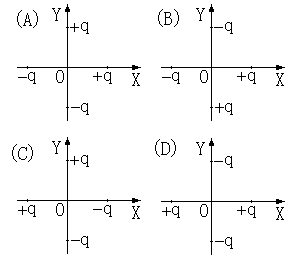 (A) Y +q
-q 0 +q X
-q
(B) Y -q
-q 0 +q X
+q
(C) Y +q
+q 0 -q X
-q
(D) Y -q
+q 0 +q X
-q